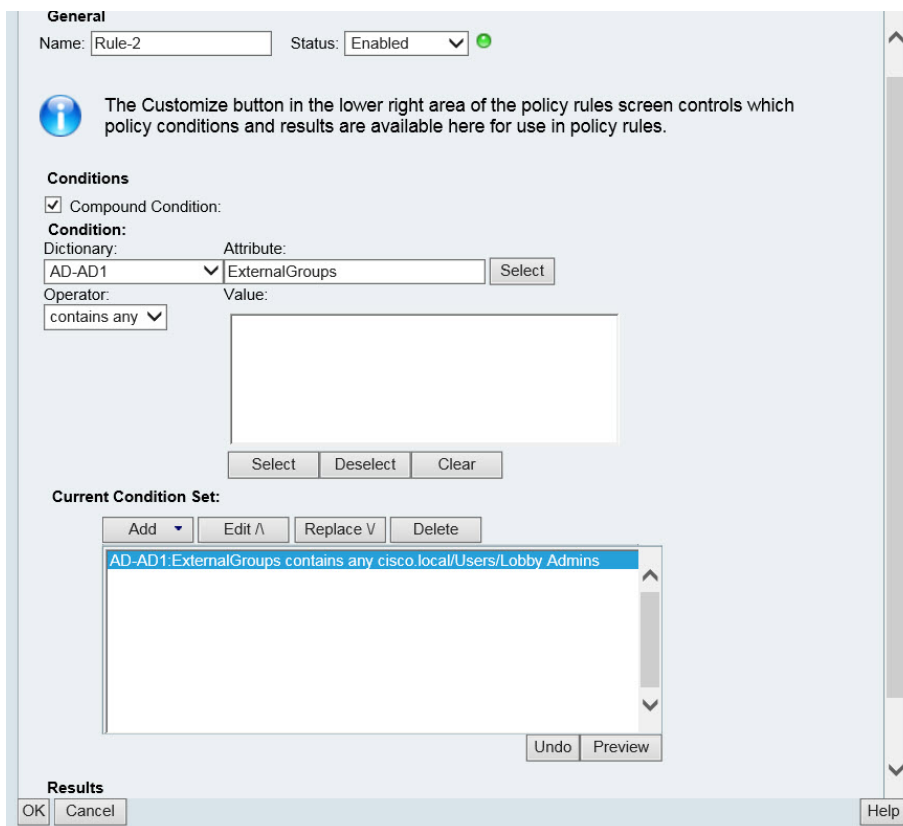 General
Name: Rule-2 Status: Enabled
The Customize button in the lower right area of the policy rules screen controls which
policy conditions and results are available here for use in policy rules.
Conditions
Compound Condition:
Condition:
Dictionary: Attribute:
AD-AD1 ExternalGroups Select
Operator: Value:
contains any
Select Deselect Clear
Current Condition Set:
Add Edit /\ Replace \/ Delete
AD-AD1:ExternalGroups contains any cisco.local/Users/Lobby Admins
Undo Preview
Results
OK Cancel Help